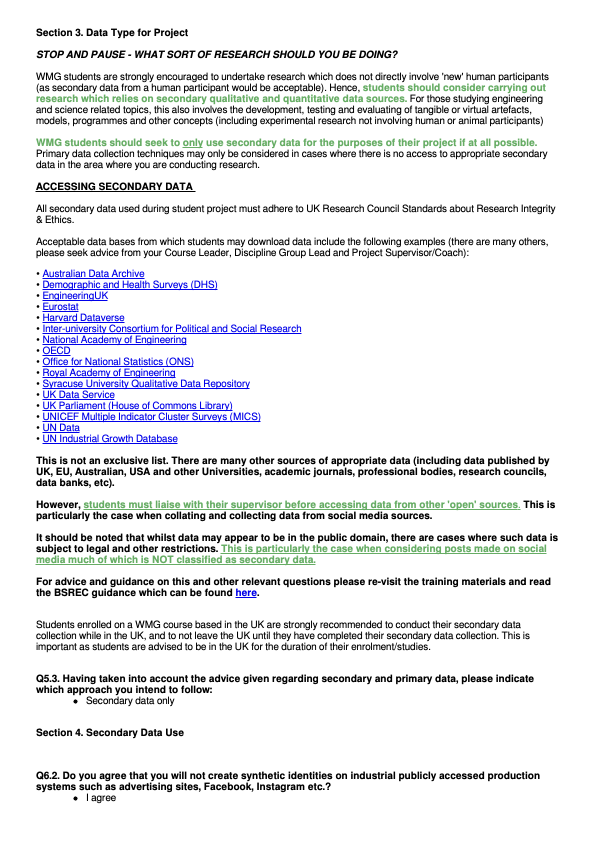 Section 3. Data Type for Project
STOP AND PAUSE - WHAT SORT OF RESEARCH SHOULD YOU BE DOING?
WMG students are strongly encouraged to undertake research which does not directly involve 'new' human participants
(as secondary data from a human participant would be acceptable). Hence, students should consider carrying out
research which relies on secondary qualitative and quantitative data sources. For those studying engineering
and science related topics, this also involves the development, testing and evaluating of tangible or virtual artefacts,
models, programmes and other concepts (including experimental research not involving human or animal participants)
WMG students should seek to only use secondary data for the purposes of their project if at all possible.
Primary data collection techniques may only be considered in cases where there is no access to appropriate secondary
data in the area where you are conducting research.
ACCESSING SECONDARY DATA
All secondary data used during student project must adhere to UK Research Council Standards about Research Integrity
& Ethics.
Acceptable data bases from which students may download data include the following examples (there are many others,
please seek advice from your Course Leader, Discipline Group Lead and Project Supervisor/Coach):
• Australian Data Archive
• Demographic and Health Surveys (DHS)
• EngineeringUK
• Eurostat
• Harvard Dataverse
• Inter-university Consortium for Political and Social Research
• National Academy of Engineering
• OECD
• Office for National Statistics (ONS)
• Royal Academy of Engineering
• Syracuse University Qualitative Data Repository
• UK Data Service
• UK Parliament (House of Commons Library)
• UNICEF Multiple Indicator Cluster Surveys (MICS)
• UN Data
• UN Industrial Growth Database
This is not an exclusive list. There are many other sources of appropriate data (including data published by
UK, EU, Australian, USA and other Universities, academic journals, professional bodies, research councils,
data banks, etc).
However, students must liaise with their supervisor before accessing data from other 'open' sources. This is
particularly the case when collating and collecting data from social media sources.
It should be noted that whilst data may appear to be in the public domain, there are cases where such data is
subject to legal and other restrictions. This is particularly the case when considering posts made on social
media much of which is NOT classified as secondary data.
For advice and guidance on this and other relevant questions please re-visit the training materials and read
the BSREC guidance which can be found here.
Students enrolled on a WMG course based in the UK are strongly recommended to conduct their secondary data
collection while in the UK, and to not leave the UK until they have completed their secondary data collection. This is
important as students are advised to be in the UK for the duration of their enrolment/studies.
Q5.3. Having taken into account the advice given regarding secondary and primary data, please indicate
which approach you intend to follow:
• Secondary data only
Section 4. Secondary Data Use
Q6.2. Do you agree that you will not create synthetic identities on industrial publicly accessed production
systems such as advertising sites, Facebook, Instagram etc.?
• I agree